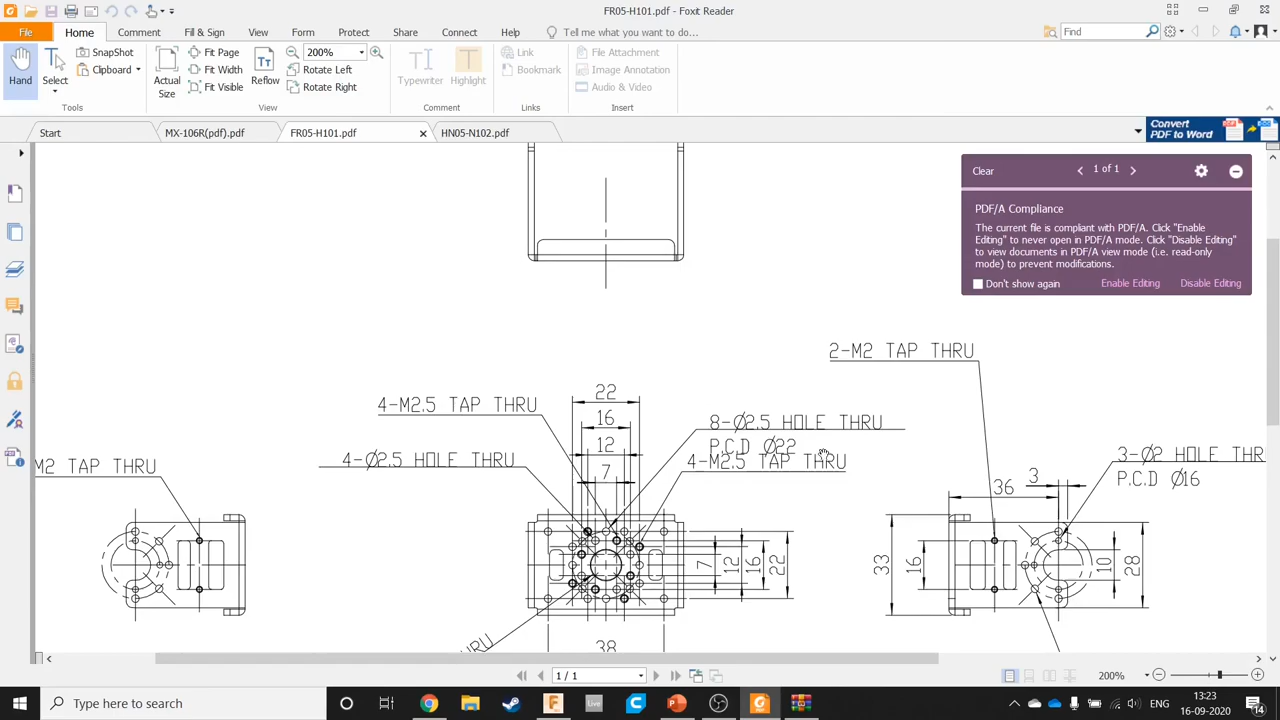 FR05-H101.pdf - Foxit Reader
File Home Comment Fill & Sign View Form Protect Share Connect Help Tell me what you want to do... Find
Hand
Select
SnapShot
Clipboard
Tools
Actual Size
Fit Page
Fit Width
Fit Visible
Reflow
200%
Rotate Left
Rotate Right
View
Typewriter
Highlight
Comment
Link
Bookmark
Links
File Attachment
Image Annotation
Audio & Video
Insert
Start MX-106R(pdf).pdf FR05-H101.pdf HN05-N102.pdf
Convert
PDF to Word
Clear 1 of 1
PDF/A Compliance
The current file is compliant with PDF/A. Click "Enable
Editing" to never open in PDF/A mode. Click "Disable Editing"
to view documents in PDF/A view mode (i.e. read-only
mode) to prevent modifications.
Don't show again Enable Editing Disable Editing
2-M2 TAP THRU
22
4-M2.5 TAP THRU
16
8-Ø2.5 HOLE THRU
P.C.D Ø22
12
4-Ø2.5 HOLE THRU
4-M2.5 TAP THRU
M2 TAP THRU
7
3-Ø2 HOLE THR
P.C.D Ø16
3
36
7
12
16
22
33
16
10
28
THRU
38
1 / 1
200%
Type here to search
ENG
13:23
16-09-2020
Live
14